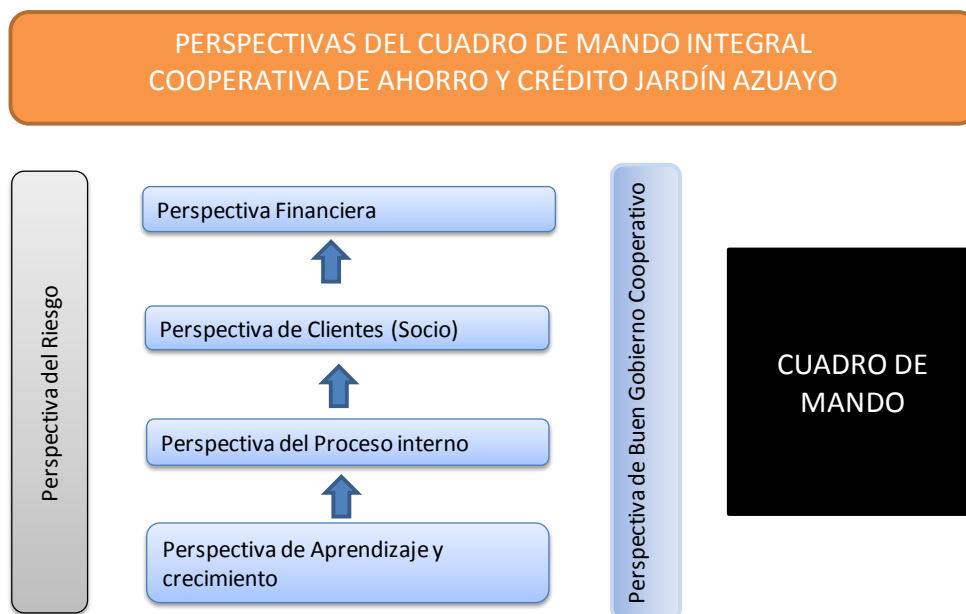 PERSPECTIVAS DEL CUADRO DE MANDO INTEGRAL
COOPERATIVA DE AHORRO Y CRÉDITO JARDÍN AZUAYO
Perspectiva del Riesgo
Perspectiva Financiera
Perspectiva de Clientes (Socio)
Perspectiva del Proceso interno
Perspectiva de Aprendizaje y
crecimiento
Perspectiva de Buen Gobierno Cooperativo
CUADRO DE
MANDO